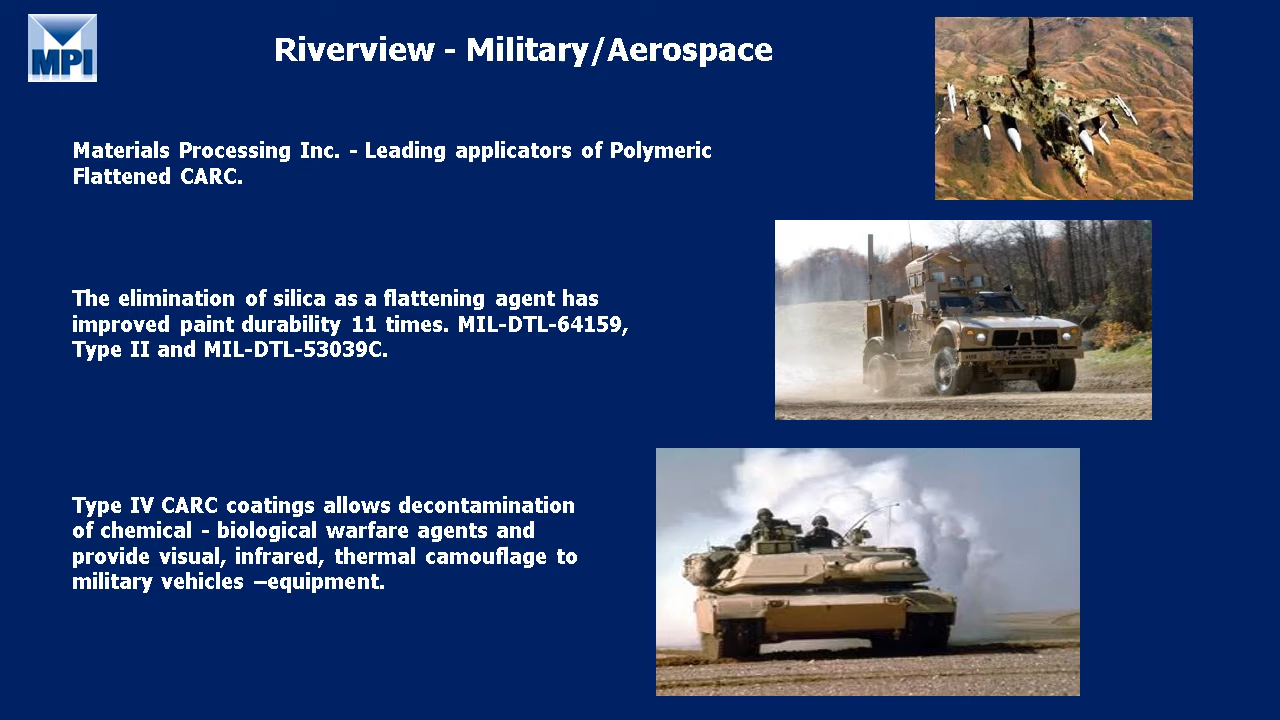 MPI
Riverview - Military/Aerospace
Materials Processing Inc. - Leading applicators of Polymeric
Flattened CARC.
The elimination of silica as a flattening agent has
improved paint durability 11 times. MIL-DTL-64159,
Type II and MIL-DTL-53039C.
Type IV CARC coatings allows decontamination
of chemical - biological warfare agents and
provide visual, infrared, thermal camouflage to
military vehicles –equipment.